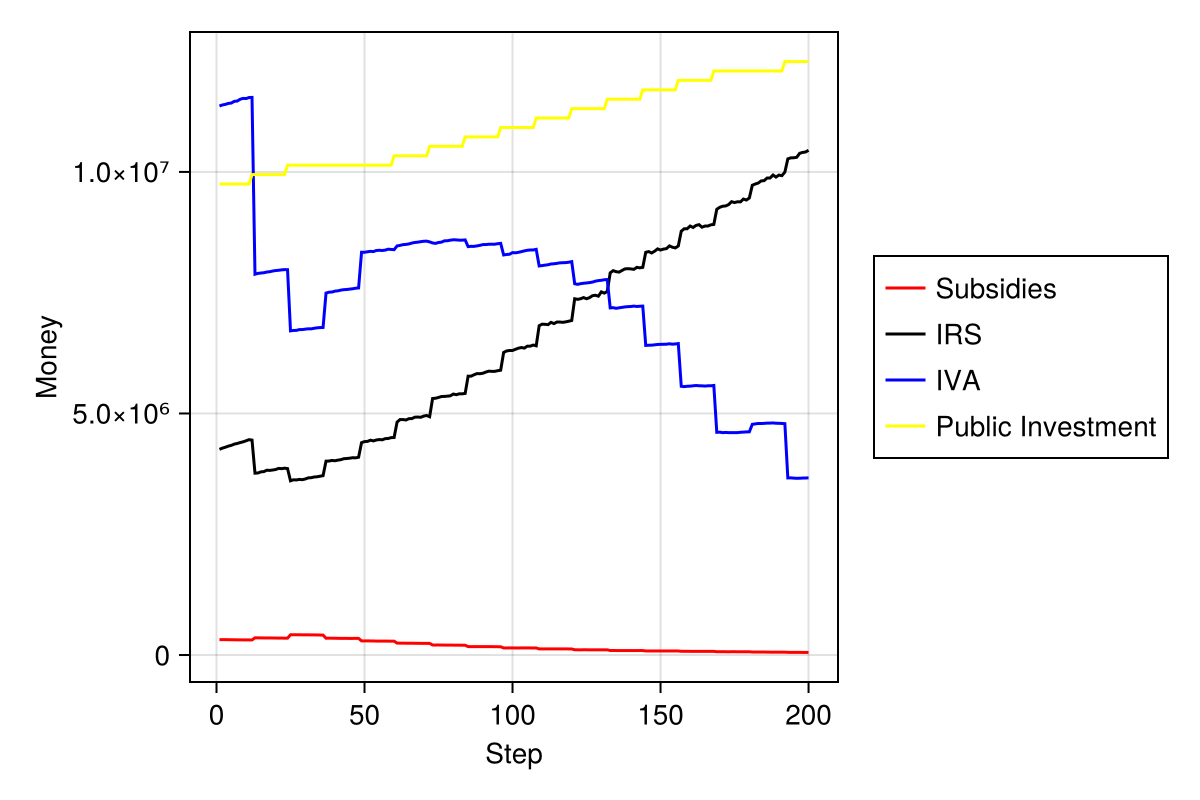 Money
1.0×10⁷
5.0×10⁶
0
0 50 100 150 200
Step
Subsidies
IRS
IVA
Public Investment